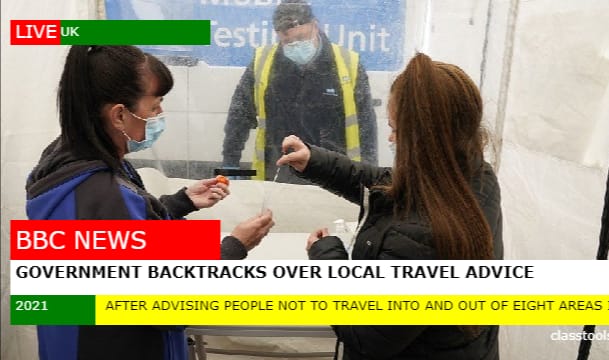 LIVE UK
Mobile
Testing Unit
BBC NEWS
GOVERNMENT BACKTRACKS OVER LOCAL TRAVEL ADVICE
2021 AFTER ADVISING PEOPLE NOT TO TRAVEL INTO AND OUT OF EIGHT AREAS I
classtools